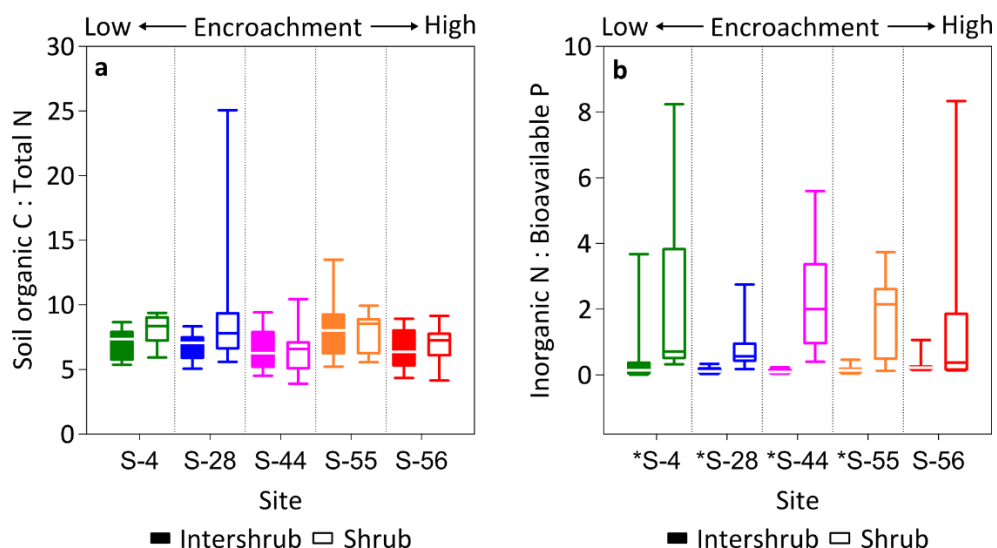 Low ← Encroachment → High
a
Soil organic C : Total N
30
25
20
15
10
5
0
S-4 S-28 S-44 S-55 S-56
Site
Intershrub Shrub
Low ← Encroachment → High
b
Inorganic N : Bioavailable P
10
8
6
4
2
0
*S-4 *S-28 *S-44 *S-55 S-56
Site
Intershrub Shrub